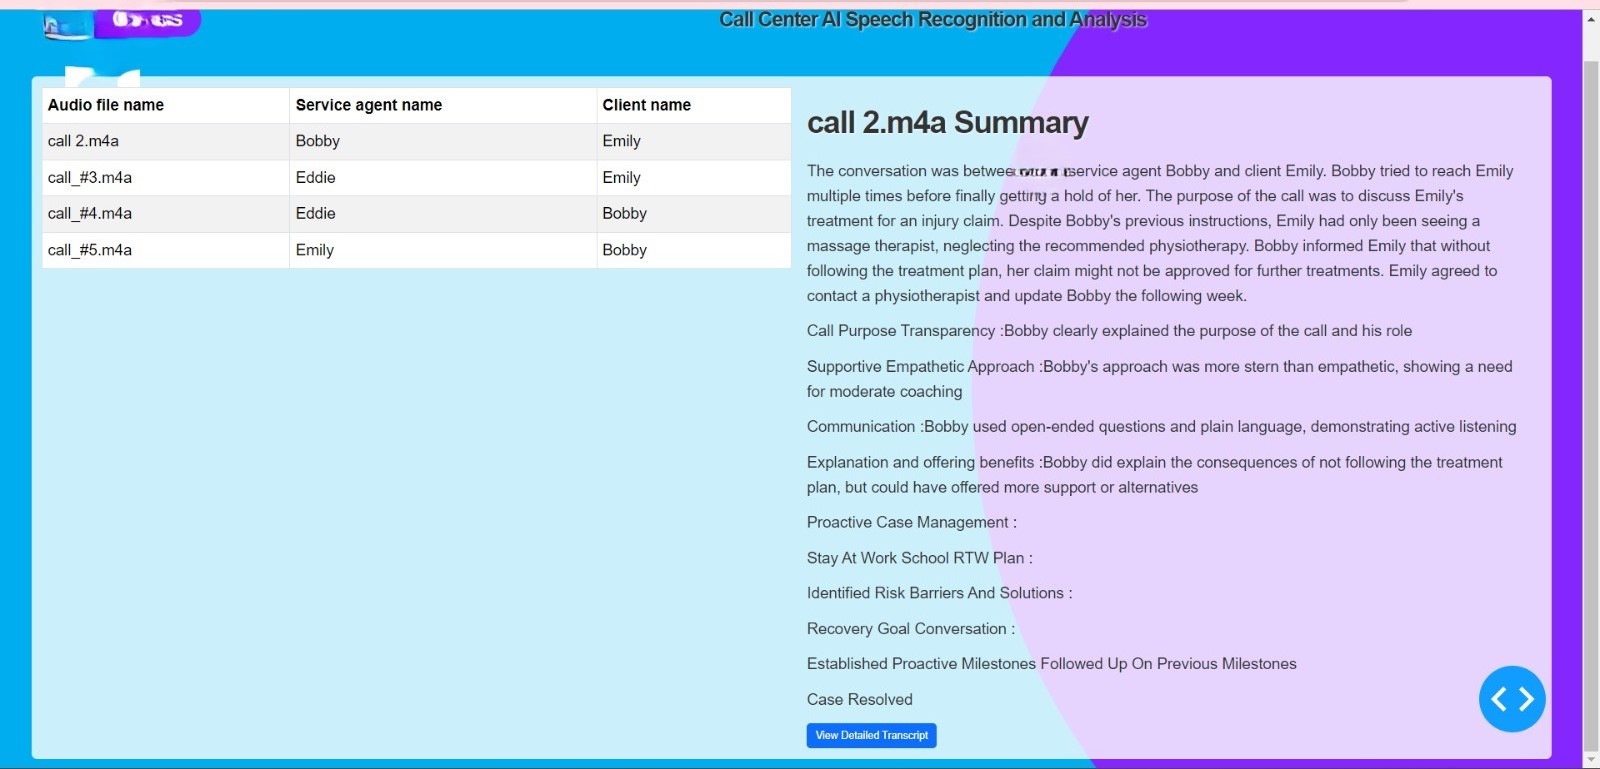 Call Center AI Speech Recognition and Analysis
Audio file name Service agent name Client name
call 2.m4a Bobby Emily
call_#3.m4a Eddie Emily
call_#4.m4a Eddie Bobby
call_#5.m4a Emily Bobby
call 2.m4a Summary
The conversation was service agent Bobby and client Emily. Bobby tried to reach Emily
multiple times before finally getting a hold of her. The purpose of the call was to discuss Emily's
treatment for an injury claim. Despite Bobby's previous instructions, Emily had only been seeing a
massage therapist, neglecting the recommended physiotherapy. Bobby informed Emily that without
following the treatment plan, her claim might not be approved for further treatments. Emily agreed to
contact a physiotherapist and update Bobby the following week.
Call Purpose Transparency :Bobby clearly explained the purpose of the call and his role
Supportive Empathetic Approach :Bobby's approach was more stern than empathetic, showing a need
for moderate coaching
Communication :Bobby used open-ended questions and plain language, demonstrating active listening
Explanation and offering benefits :Bobby did explain the consequences of not following the treatment
plan, but could have offered more support or alternatives
Proactive Case Management :
Stay At Work School RTW Plan :
Identified Risk Barriers And Solutions :
Recovery Goal Conversation :
Established Proactive Milestones Followed Up On Previous Milestones
Case Resolved
View Detailed Transcript